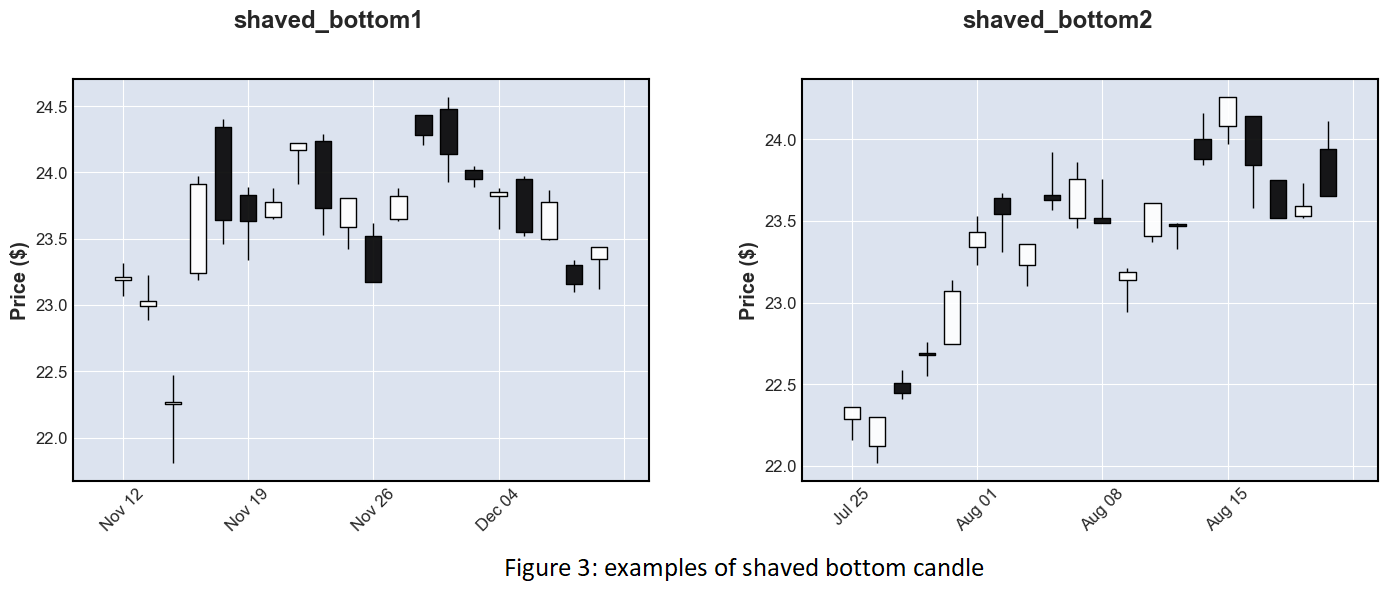 shaved_bottom1
Price ($)
24.5
24.0
23.5
23.0
22.5
22.0
Nov 12
Nov 19
Nov 26
Dec 04
shaved_bottom2
Price ($)
24.0
23.5
23.0
22.5
22.0
Jul 25
Aug 01
Aug 08
Aug 15
Figure 3: examples of shaved bottom candle